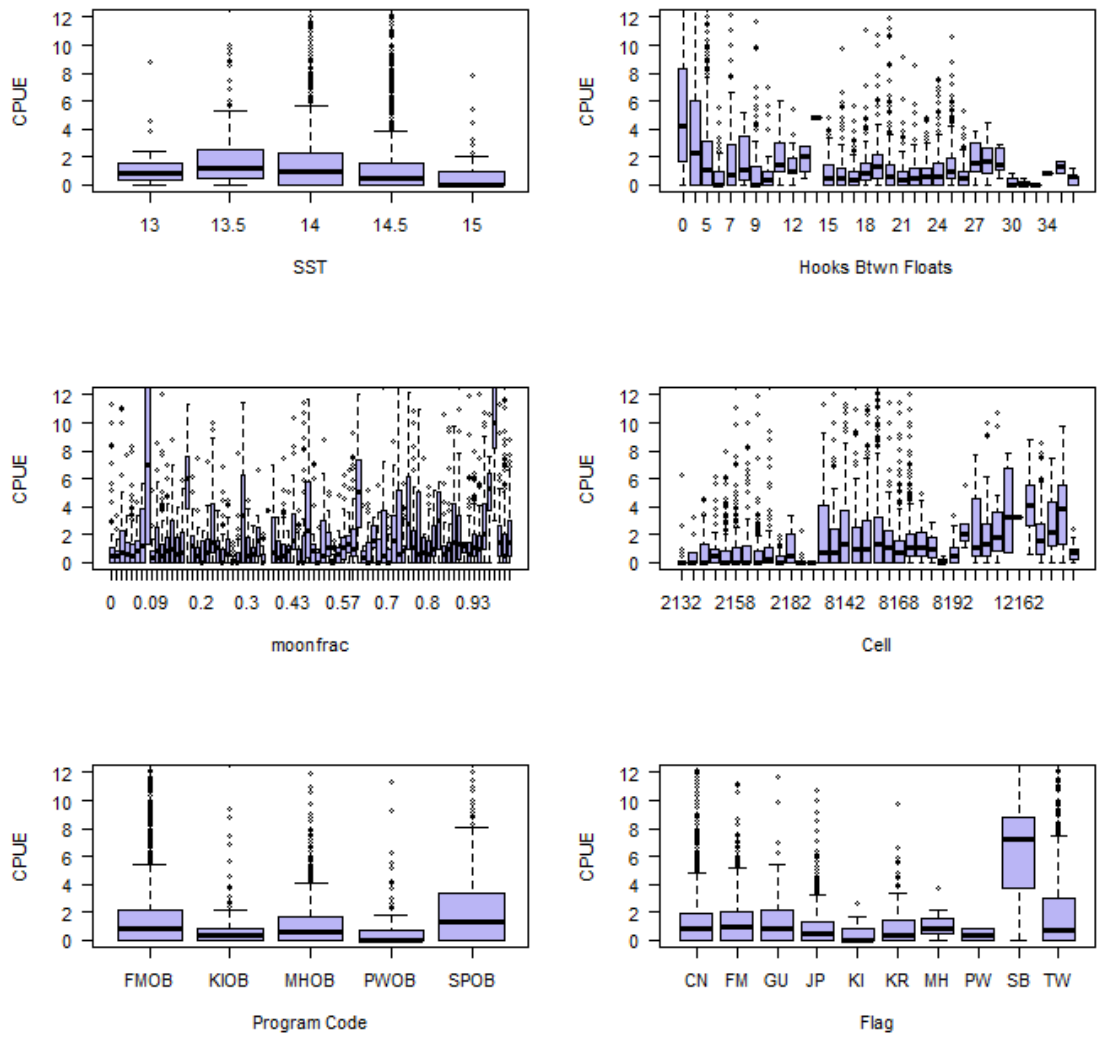 CPUE
12
10
8
6
4
2
0
13 13.5 14 14.5 15
SST
CPUE
12
10
8
6
4
2
0
0 5 7 9 12 15 18 21 24 27 30 34
Hooks Btwn Floats
CPUE
12
10
8
6
4
2
0
0 0.09 0.2 0.3 0.43 0.57 0.7 0.8 0.93
moonfrac
CPUE
12
10
8
6
4
2
0
2132 2158 2182 8142 8168 8192 12162
Cell
CPUE
12
10
8
6
4
2
0
FMOB KIOB MHOB PWOB SPOB
Program Code
CPUE
12
10
8
6
4
2
0
CN FM GU JP KI KR MH PW SB TW
Flag